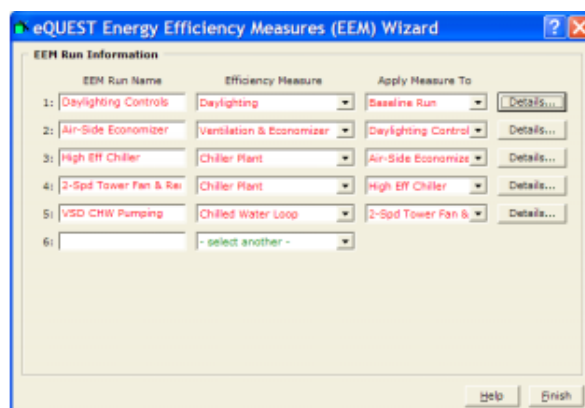 eQUEST Energy Efficiency Measures (EEM) Wizard
EEM Run Information
EEM Run Name Efficiency Measure Apply Measure To
1: Daylighting Controls Daylighting Baseline Run Details...
2: Air-Side Economizer Ventilation & Economizer Daylighting Control Details...
3: High Eff Chiller Chiller Plant Air-Side Economize Details...
4: 2-Spd Tower Fan & Re Chiller Plant High Eff Chiller Details...
5: VSD CHW Pumping Chilled Water Loop 2-Spd Tower Fan & Details...
6: - select another -
Help Finish